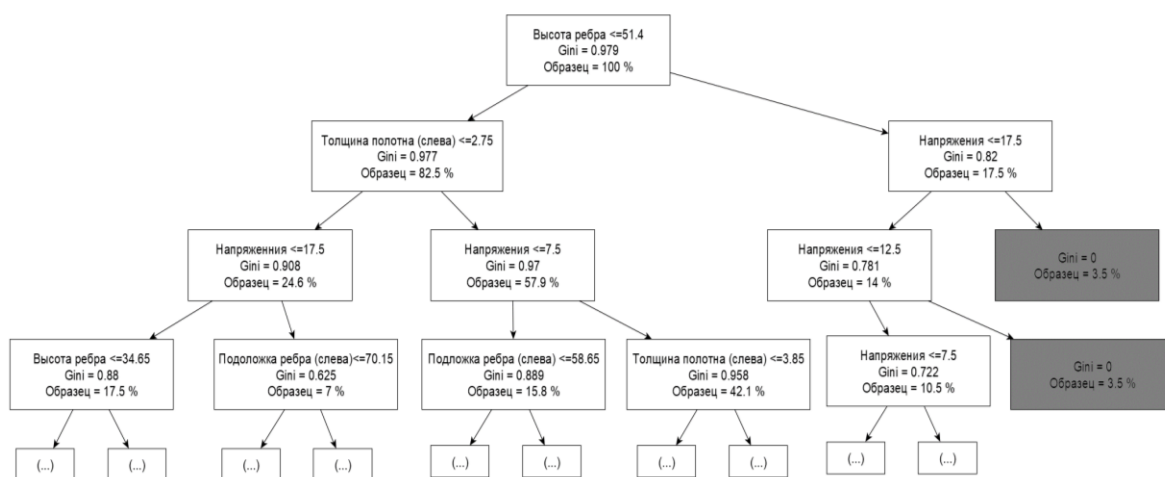 Высота ребра <=51.4
Gini = 0.979
Образец = 100 %
Толщина полотна (слева) <=2.75
Gini = 0.977
Образец = 82.5 %
Напряжения <=17.5
Gini = 0.82
Образец = 17.5 %
Напряженния <=17.5
Gini = 0.908
Образец = 24.6 %
Напряжения <=7.5
Gini = 0.97
Образец = 57.9 %
Напряжения <=12.5
Gini = 0.781
Образец = 14 %
Gini = 0
Образец = 3.5 %
Высота ребра <=34.65
Gini = 0.88
Образец = 17.5 %
Подоложка ребра (слева)<=70.15
Gini = 0.625
Образец = 7 %
Подложка ребра (слева)<=58.65
Gini = 0.889
Образец = 15.8 %
Толщина полотна (слева) <=3.85
Gini = 0.958
Образец = 42.1 %
Напряжения <=7.5
Gini = 0.722
Образец = 10.5 %
Gini = 0
Образец = 3.5 %
(...)
(...)
(...)
(...)
(...)
(...)
(...)
(...)
(...)
(...)